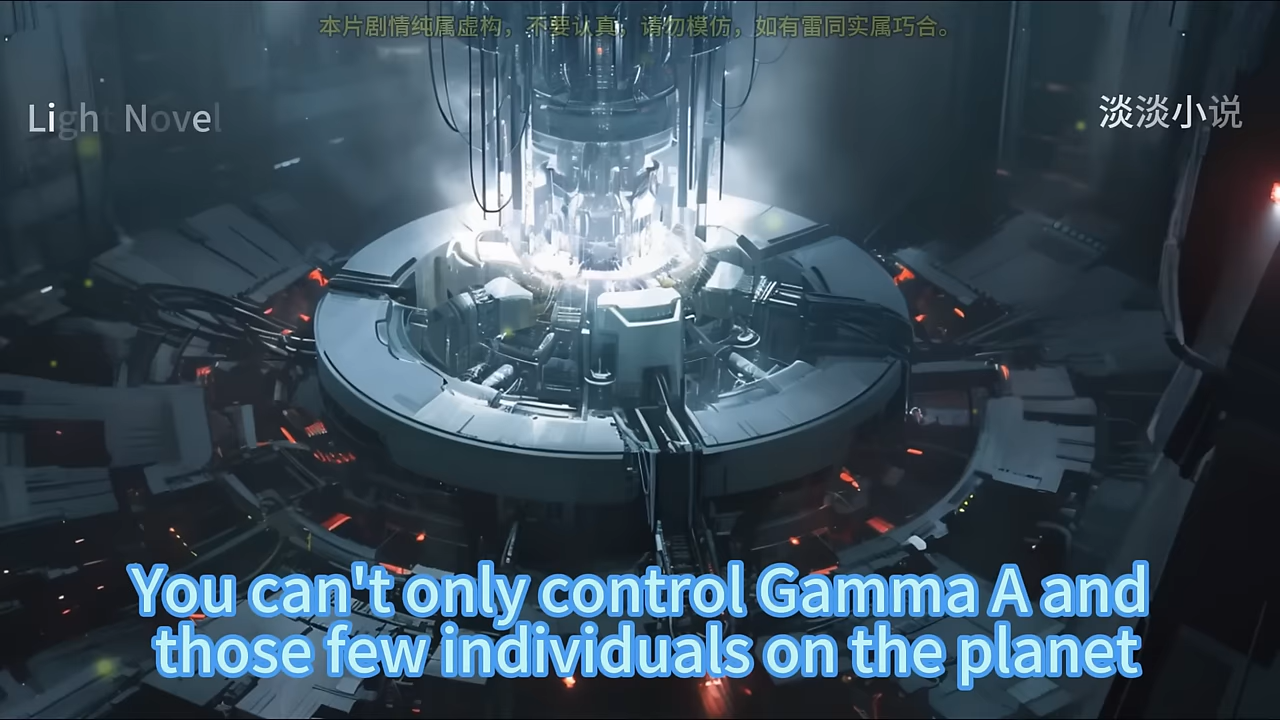 本片剧情纯属虚构，不要认真，请勿模仿，如有雷同实属巧合。
Light Novel
淡淡小说
You can't only control Gamma A and
those few individuals on the planet